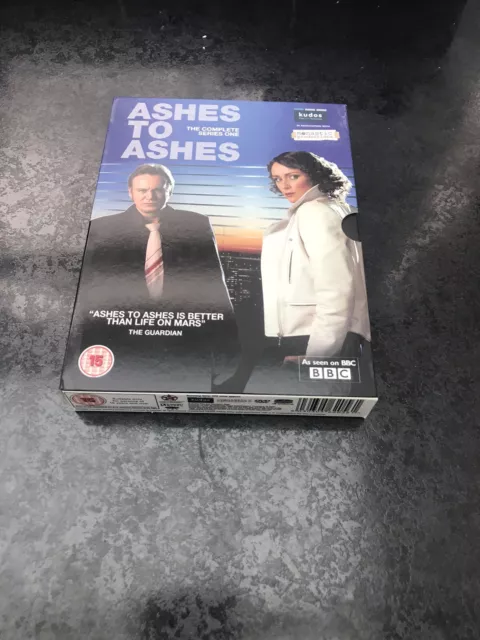 ASHES
TO
ASHES
THE COMPLETE
SERIES ONE
kudos
"ASHES TO ASHES IS BETTER
THAN LIFE ON MARS"
THE GUARDIAN
15
As seen on BBC
BBC